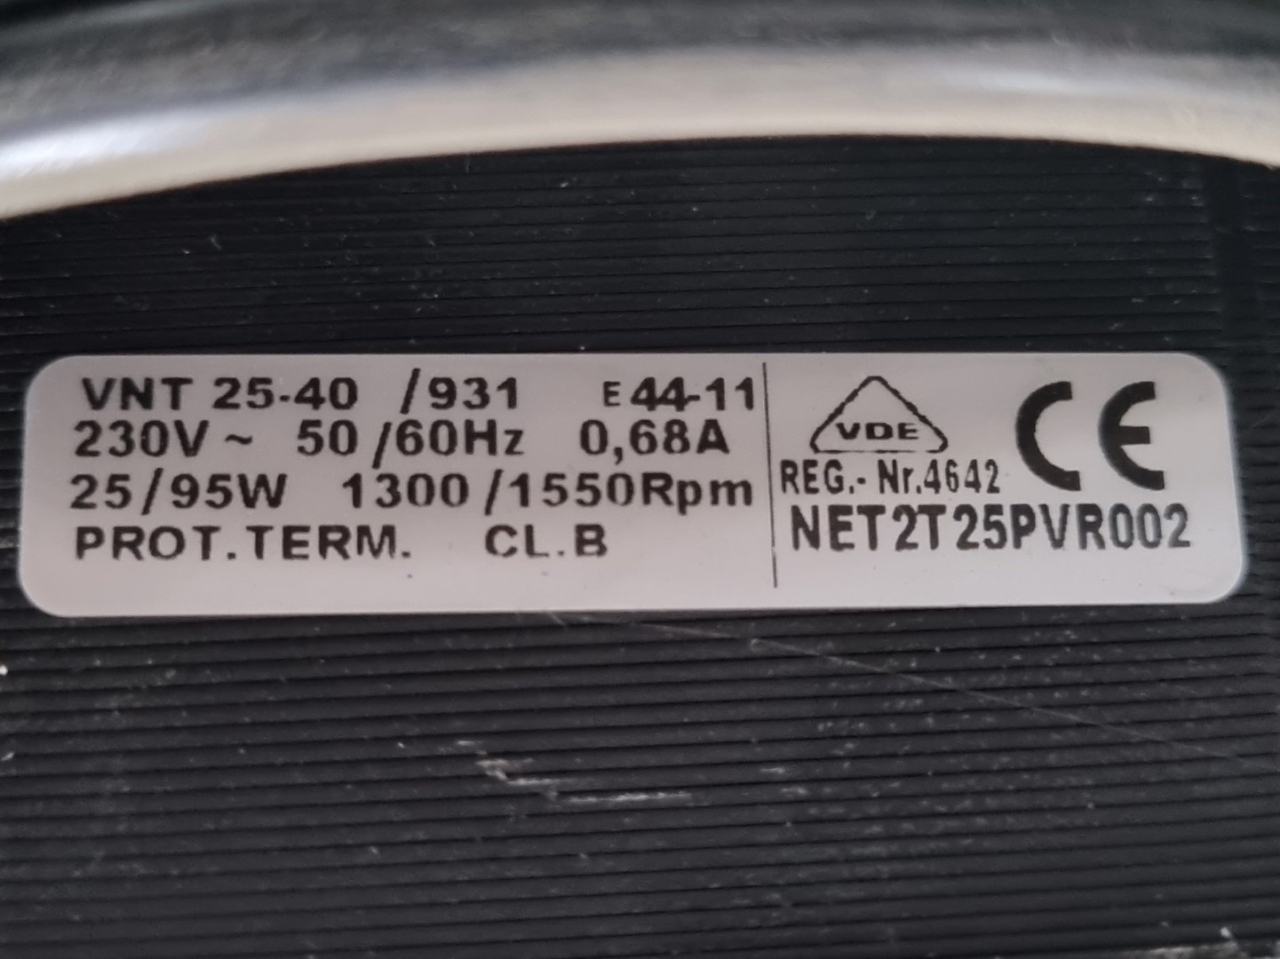 VNT 25-40 /931 E 44-11
230V ~ 50 /60Hz 0,68A
25/95W 1300 /1550Rpm
PROT.TERM. CL.B
VDE
CE
REG.- Nr.4642
NET2T25PVR002